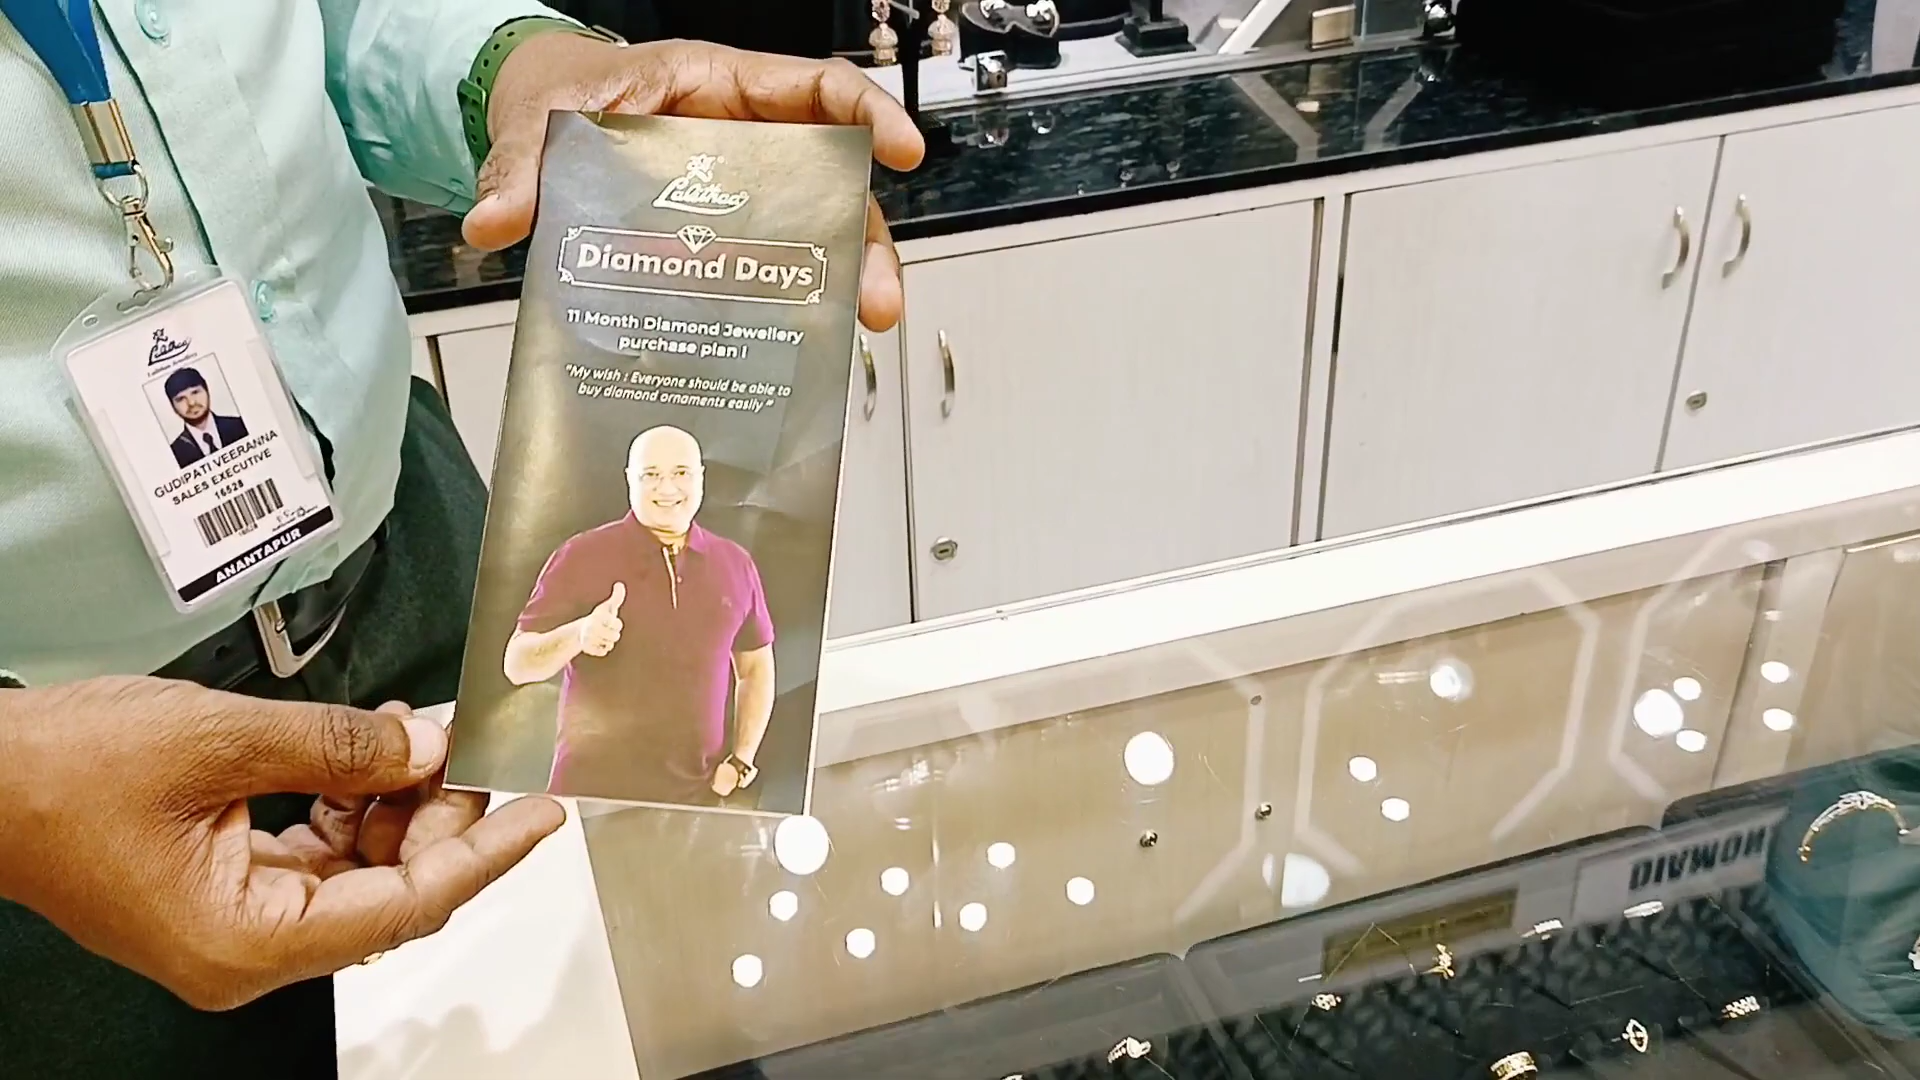 Lalithaa
Diamond Days
11 Month Diamond Jewellery
purchase plan !
"My wish : Everyone should be able to
buy diamond ornaments easily "
GUDIPATI VEERANNA
SALES EXECUTIVE
16528
ANANTAPUR